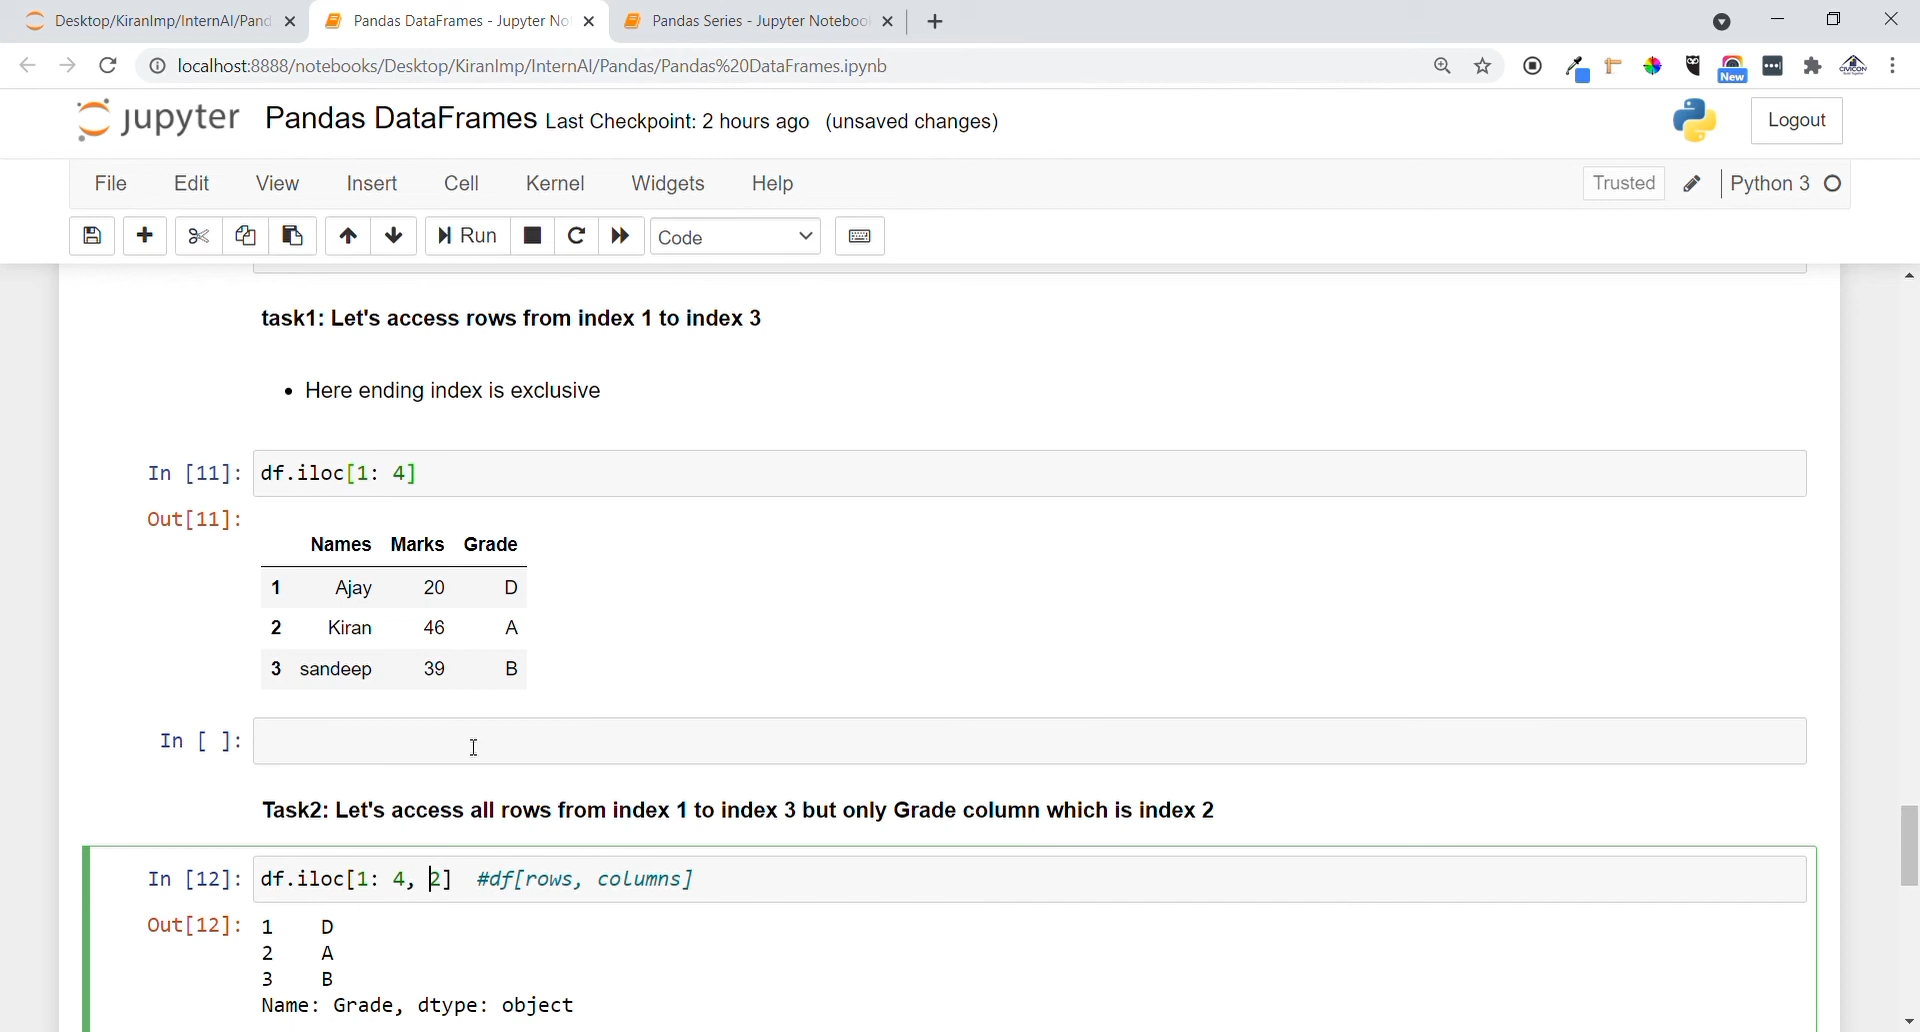 Desktop/KiranImp/InternAI/Pand
Pandas DataFrames - Jupyter No
Pandas Series - Jupyter Noteboo
localhost:8888/notebooks/Desktop/KiranImp/InternAI/Pandas/Pandas%20DataFrames.ipynb
New
CIVICON
jupyter Pandas DataFrames Last Checkpoint: 2 hours ago (unsaved changes)
Logout
File Edit View Insert Cell Kernel Widgets Help
Trusted Python 3
Run Code
task1: Let's access rows from index 1 to index 3
• Here ending index is exclusive
In [11]: df.iloc[1: 4]
Out[11]:
Names Marks Grade
1 Ajay 20 D
2 Kiran 46 A
3 sandeep 39 B
In [ ]:
Task2: Let's access all rows from index 1 to index 3 but only Grade column which is index 2
In [12]: df.iloc[1: 4, 2] #df[rows, columns]
Out[12]: 1 D
2 A
3 B
Name: Grade, dtype: object